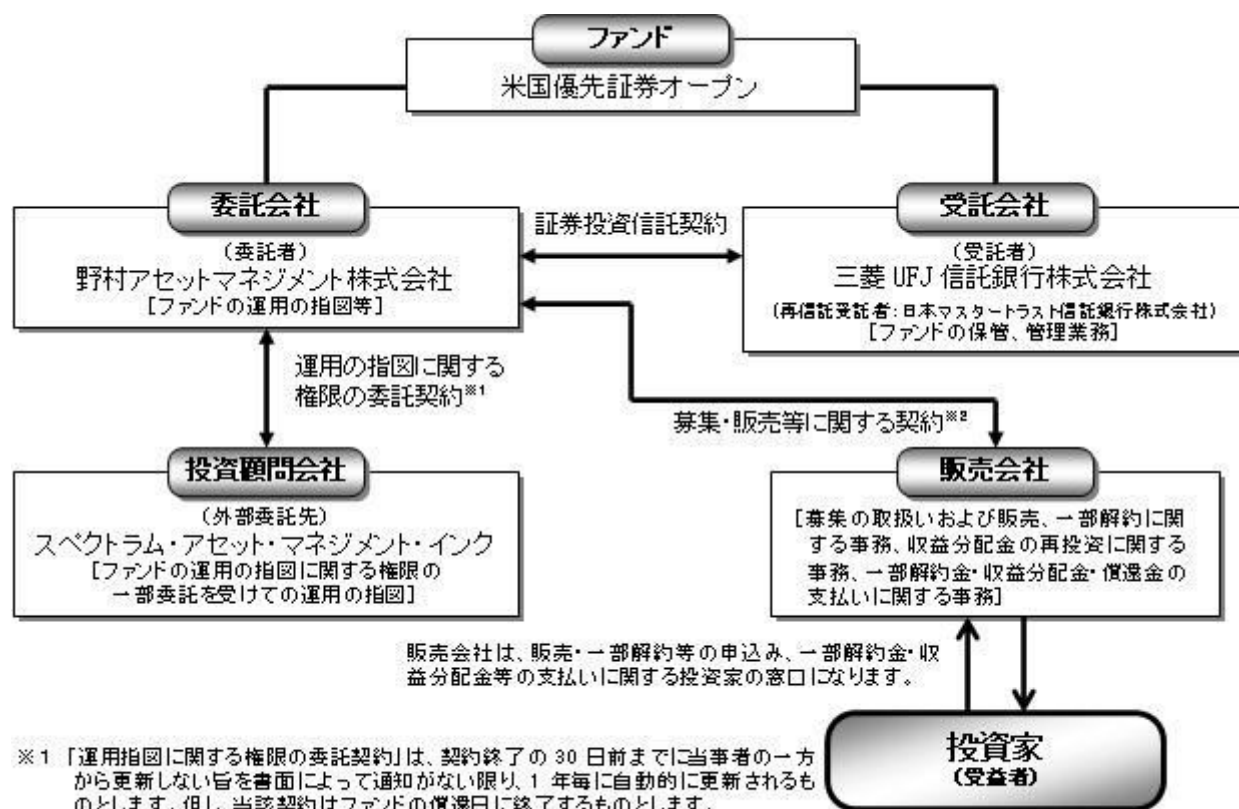 ファンド
米国優先証券オープン
委託会社
(委託者)
野村アセットマネジメント株式会社
[ファンドの運用の指図等]
証券投資信託契約
受託会社
(受託者)
三菱 UFJ 信託銀行株式会社
(再信託受託者:日本マスタートラスト信託銀行株式会社)
[ファンドの保管、管理業務]
運用の指図に関する
権限の委託契約※1
募集・販売等に関する契約※2
投資顧問会社
(外部委託先)
スペクトラム・アセット・マネジメント・インク
[ファンドの運用の指図に関する権限の
一部委託を受けての運用の指図]
販売会社
[募集の取扱いおよび販売、一部解約に関
する事務、収益分配金の再投資に関する
事務、一部解約金・収益分配金・償還金の
支払いに関する事務]
販売会社は、販売・一部解約等の申込み、一部解約金・収
益分配金等の支払いに関する投資家の窓口になります。
投資家
(受益者)
※1 「運用指図に関する権限の委託契約」は、契約終了の 30 日前までに当事者の一方
から更新しない旨を書面によって通知がない限り、1 年毎に自動的に更新されるも
のとします。但し、当該契約はファンドの償還日に終了するものとします。